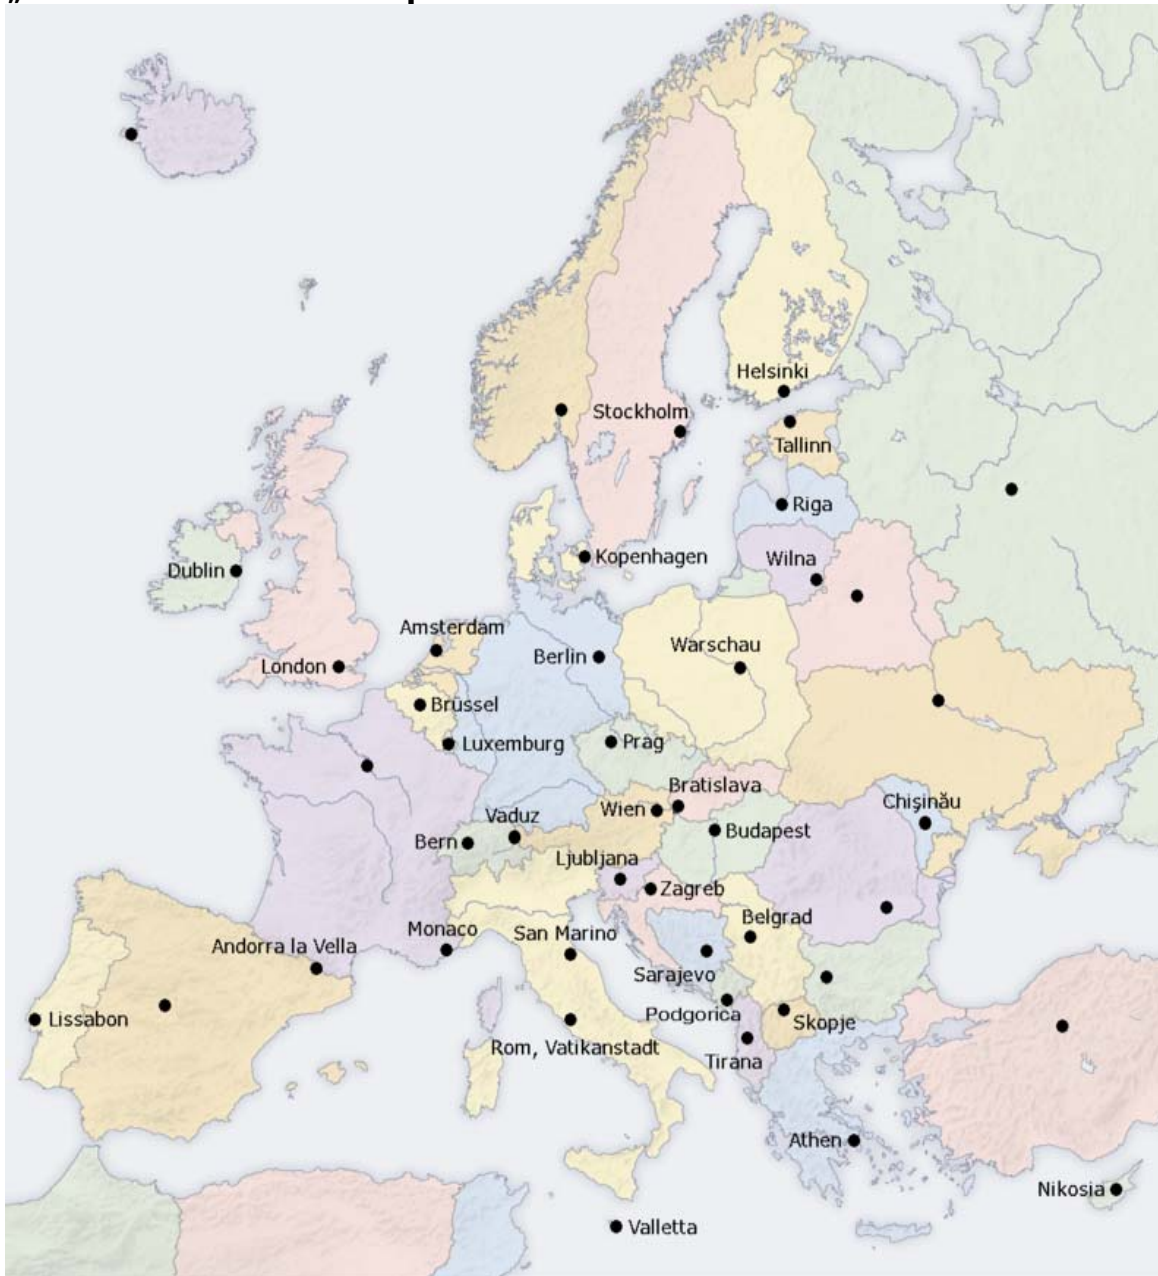 Helsinki
Stockholm
Tallinn
Riga
Kopenhagen
Wilna
Dublin
Amsterdam
Warschau
Berlin
London
Brüssel
Luxemburg
Prag
Bratislava
Chişinău
Wien
Vaduz
Budapest
Bern
Ljubljana
Zagreb
Belgrad
Monaco
San Marino
Andorra la Vella
Sarajevo
Podgorica
Lissabon
Skopje
Rom, Vatikanstadt
Tirana
Athen
Nikosia
Valletta